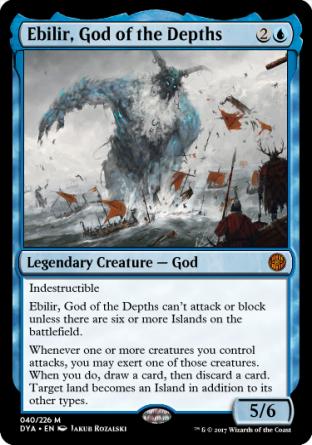 Ebilir, God of the Depths 2
Legendary Creature — God
Indestructible
Ebilir, God of the Depths can't attack or block
unless there are six or more Islands on the
battlefield.
Whenever one or more creatures you control
attacks, you may exert one of those creatures.
When you do, draw a card, then discard a card.
Target land becomes an Island in addition to its
other types.
5/6
040/226 M
DYA • EN JAKUB ROZALSKI ™ & © 2017 Wizards of the Coast